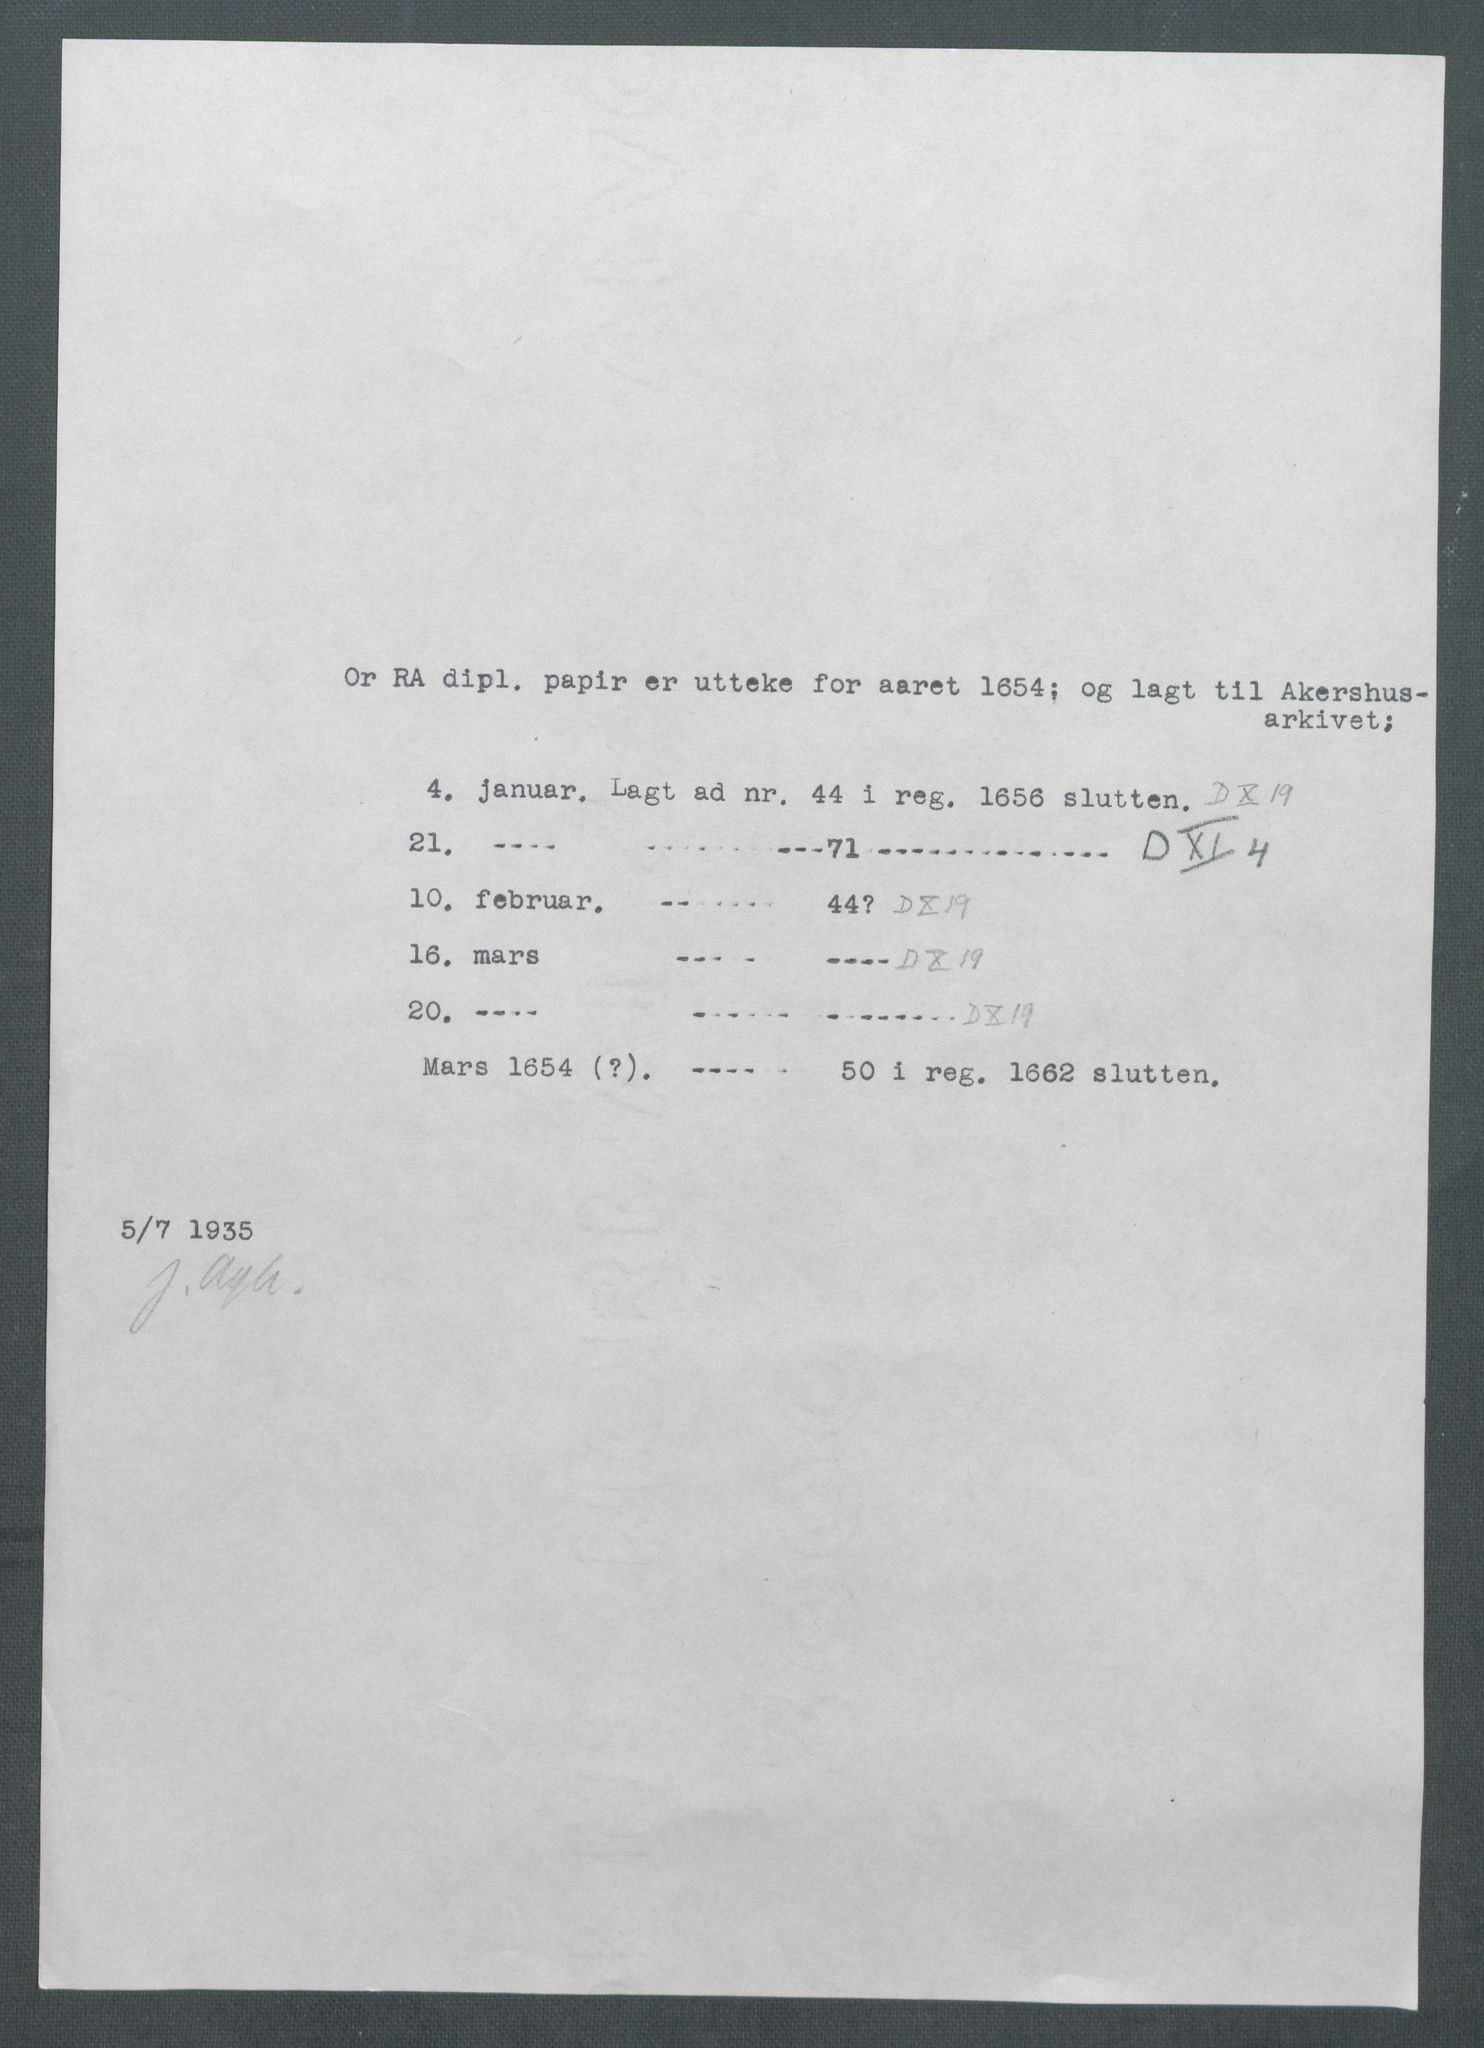 Or RA dipl. papir er utteke for aaret 1654; og lagt til Akershus-
arkivet;
4. januar. Lagt ad nr. 44 i reg. 1656 slutten. D X 19
21. ---- ---------- ---71 ---------------- D XI 4
10. februar. ------- 44? D X 19
16. mars ----- ---- D X 19
20. ---- ------ --------- D X 19
Mars 1654 (?). ----- 50 i reg. 1662 slutten.
5/7 1935